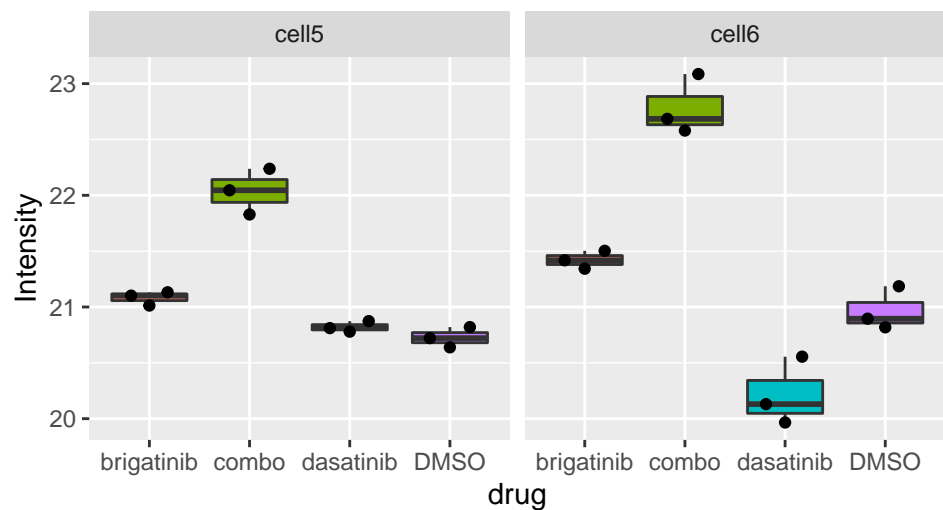 cell5 cell6
23
22
21
20
Intensity
brigatinib combo dasatinib DMSO brigatinib combo dasatinib DMSO
drug